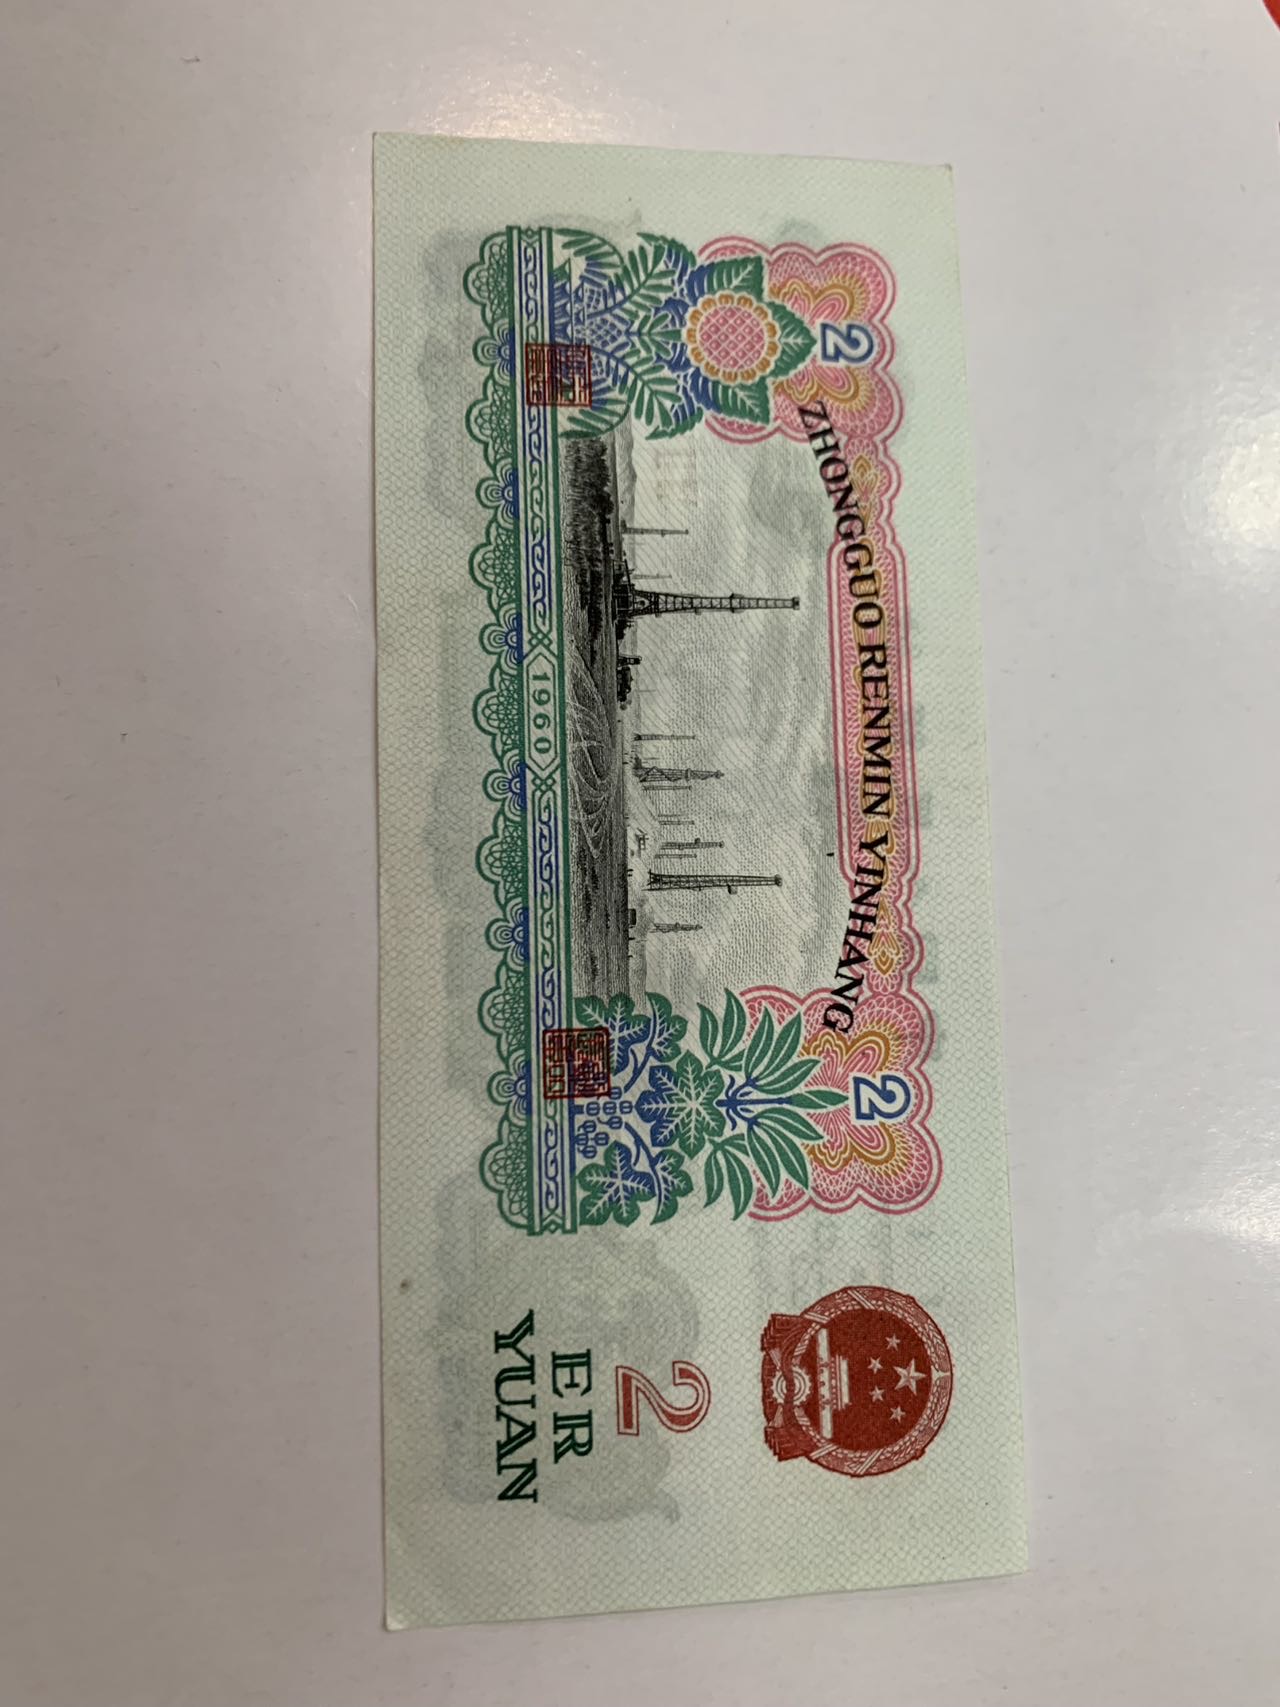 ZHONGGUO RENMIN YINHANG
2
2
2
ER
YUAN
1960